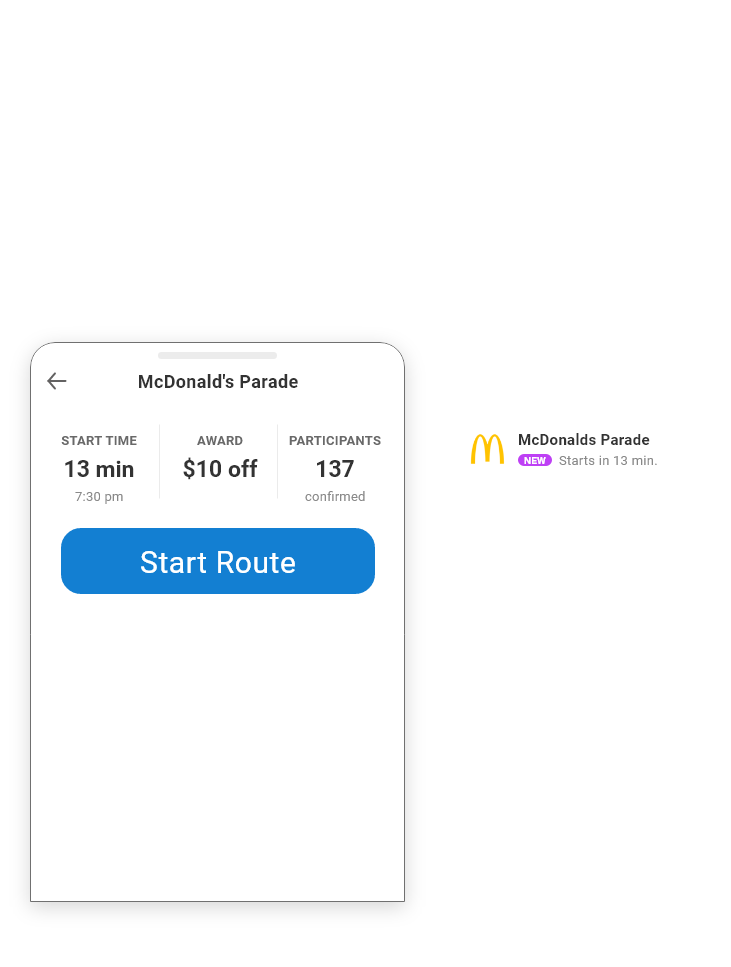 McDonald's Parade
START TIME
13 min
7:30 pm
AWARD
$10 off
PARTICIPANTS
137
confirmed
Start Route
McDonalds Parade
NEW Starts in 13 min.